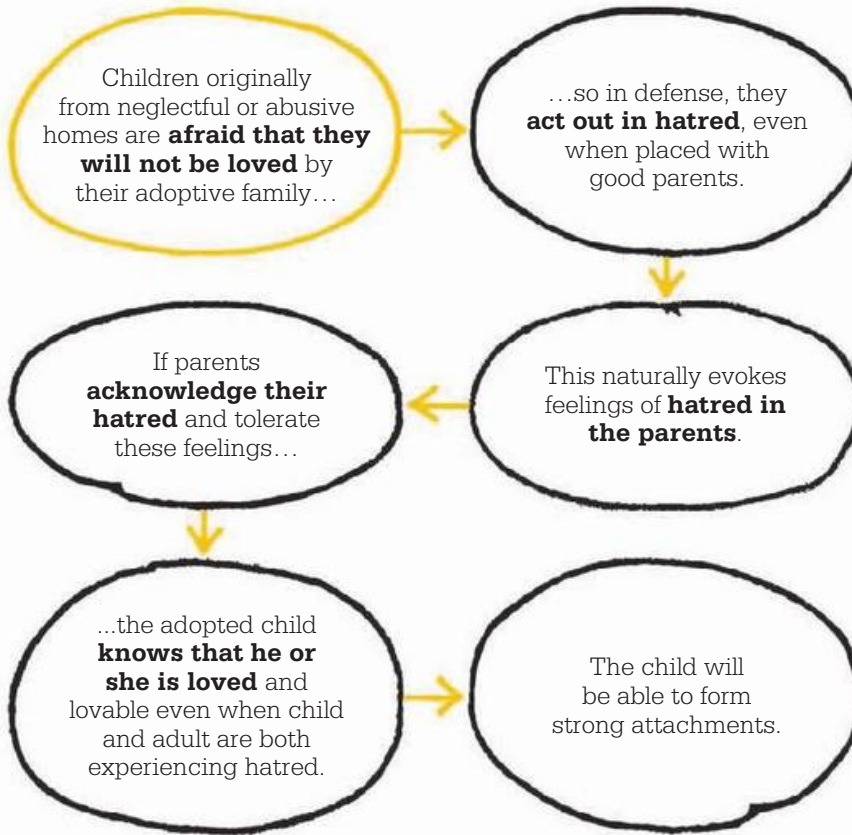 Children originally
from neglectful or abusive
homes are afraid that they
will not be loved by
their adoptive family…
…so in defense, they
act out in hatred, even
when placed with
good parents.
This naturally evokes
feelings of hatred in
the parents.
If parents
acknowledge their
hatred and tolerate
these feelings…
...the adopted child
knows that he or
she is loved and
lovable even when child
and adult are both
experiencing hatred.
The child will
be able to form
strong attachments.